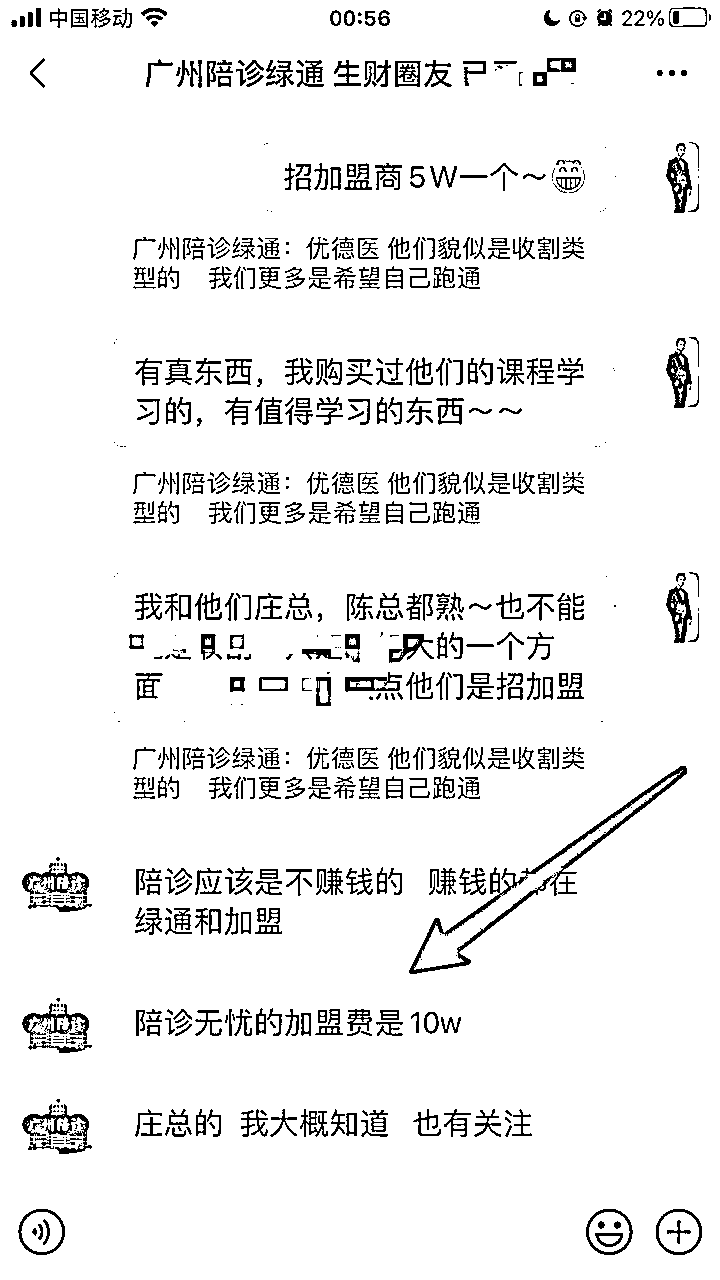 中国移动 00:56 22%
广州陪诊绿通 生财圈友
招加盟商5W一个～
广州陪诊绿通：优德医 他们貌似是收割类
型的 我们更多是希望自己跑通
有真东西，我购买过他们的课程学
习的，有值得学习的东西～～
广州陪诊绿通：优德医 他们貌似是收割类
型的 我们更多是希望自己跑通
我和他们庄总，陈总都熟～也不能
大的一个方
面 点他们是招加盟
广州陪诊绿通：优德医 他们貌似是收割类
型的 我们更多是希望自己跑通
陪诊应该是不赚钱的 赚钱的都在
绿通和加盟
陪诊无忧的加盟费是10w
庄总的 我大概知道 也有关注